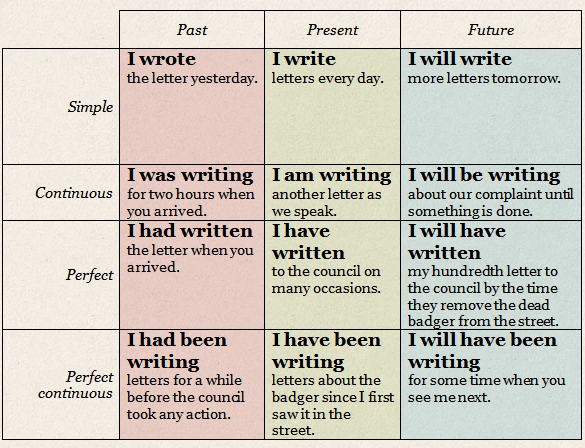 Past Present Future
Simple
I wrote
the letter yesterday.
I write
letters every day.
I will write
more letters tomorrow.
Continuous
I was writing
for two hours when
you arrived.
I am writing
another letter as
we speak.
I will be writing
about our complaint until
something is done.
Perfect
I had written
the letter when you
arrived.
I have
written
to the council on
many occasions.
I will have
written
my hundredth letter to
the council by the time
they remove the dead
badger from the street.
Perfect
continuous
I had been
writing
letters for a while
before the council
took any action.
I have been
writing
letters about the
badger since I first
saw it in the
street.
I will have been
writing
for some time when you
see me next.